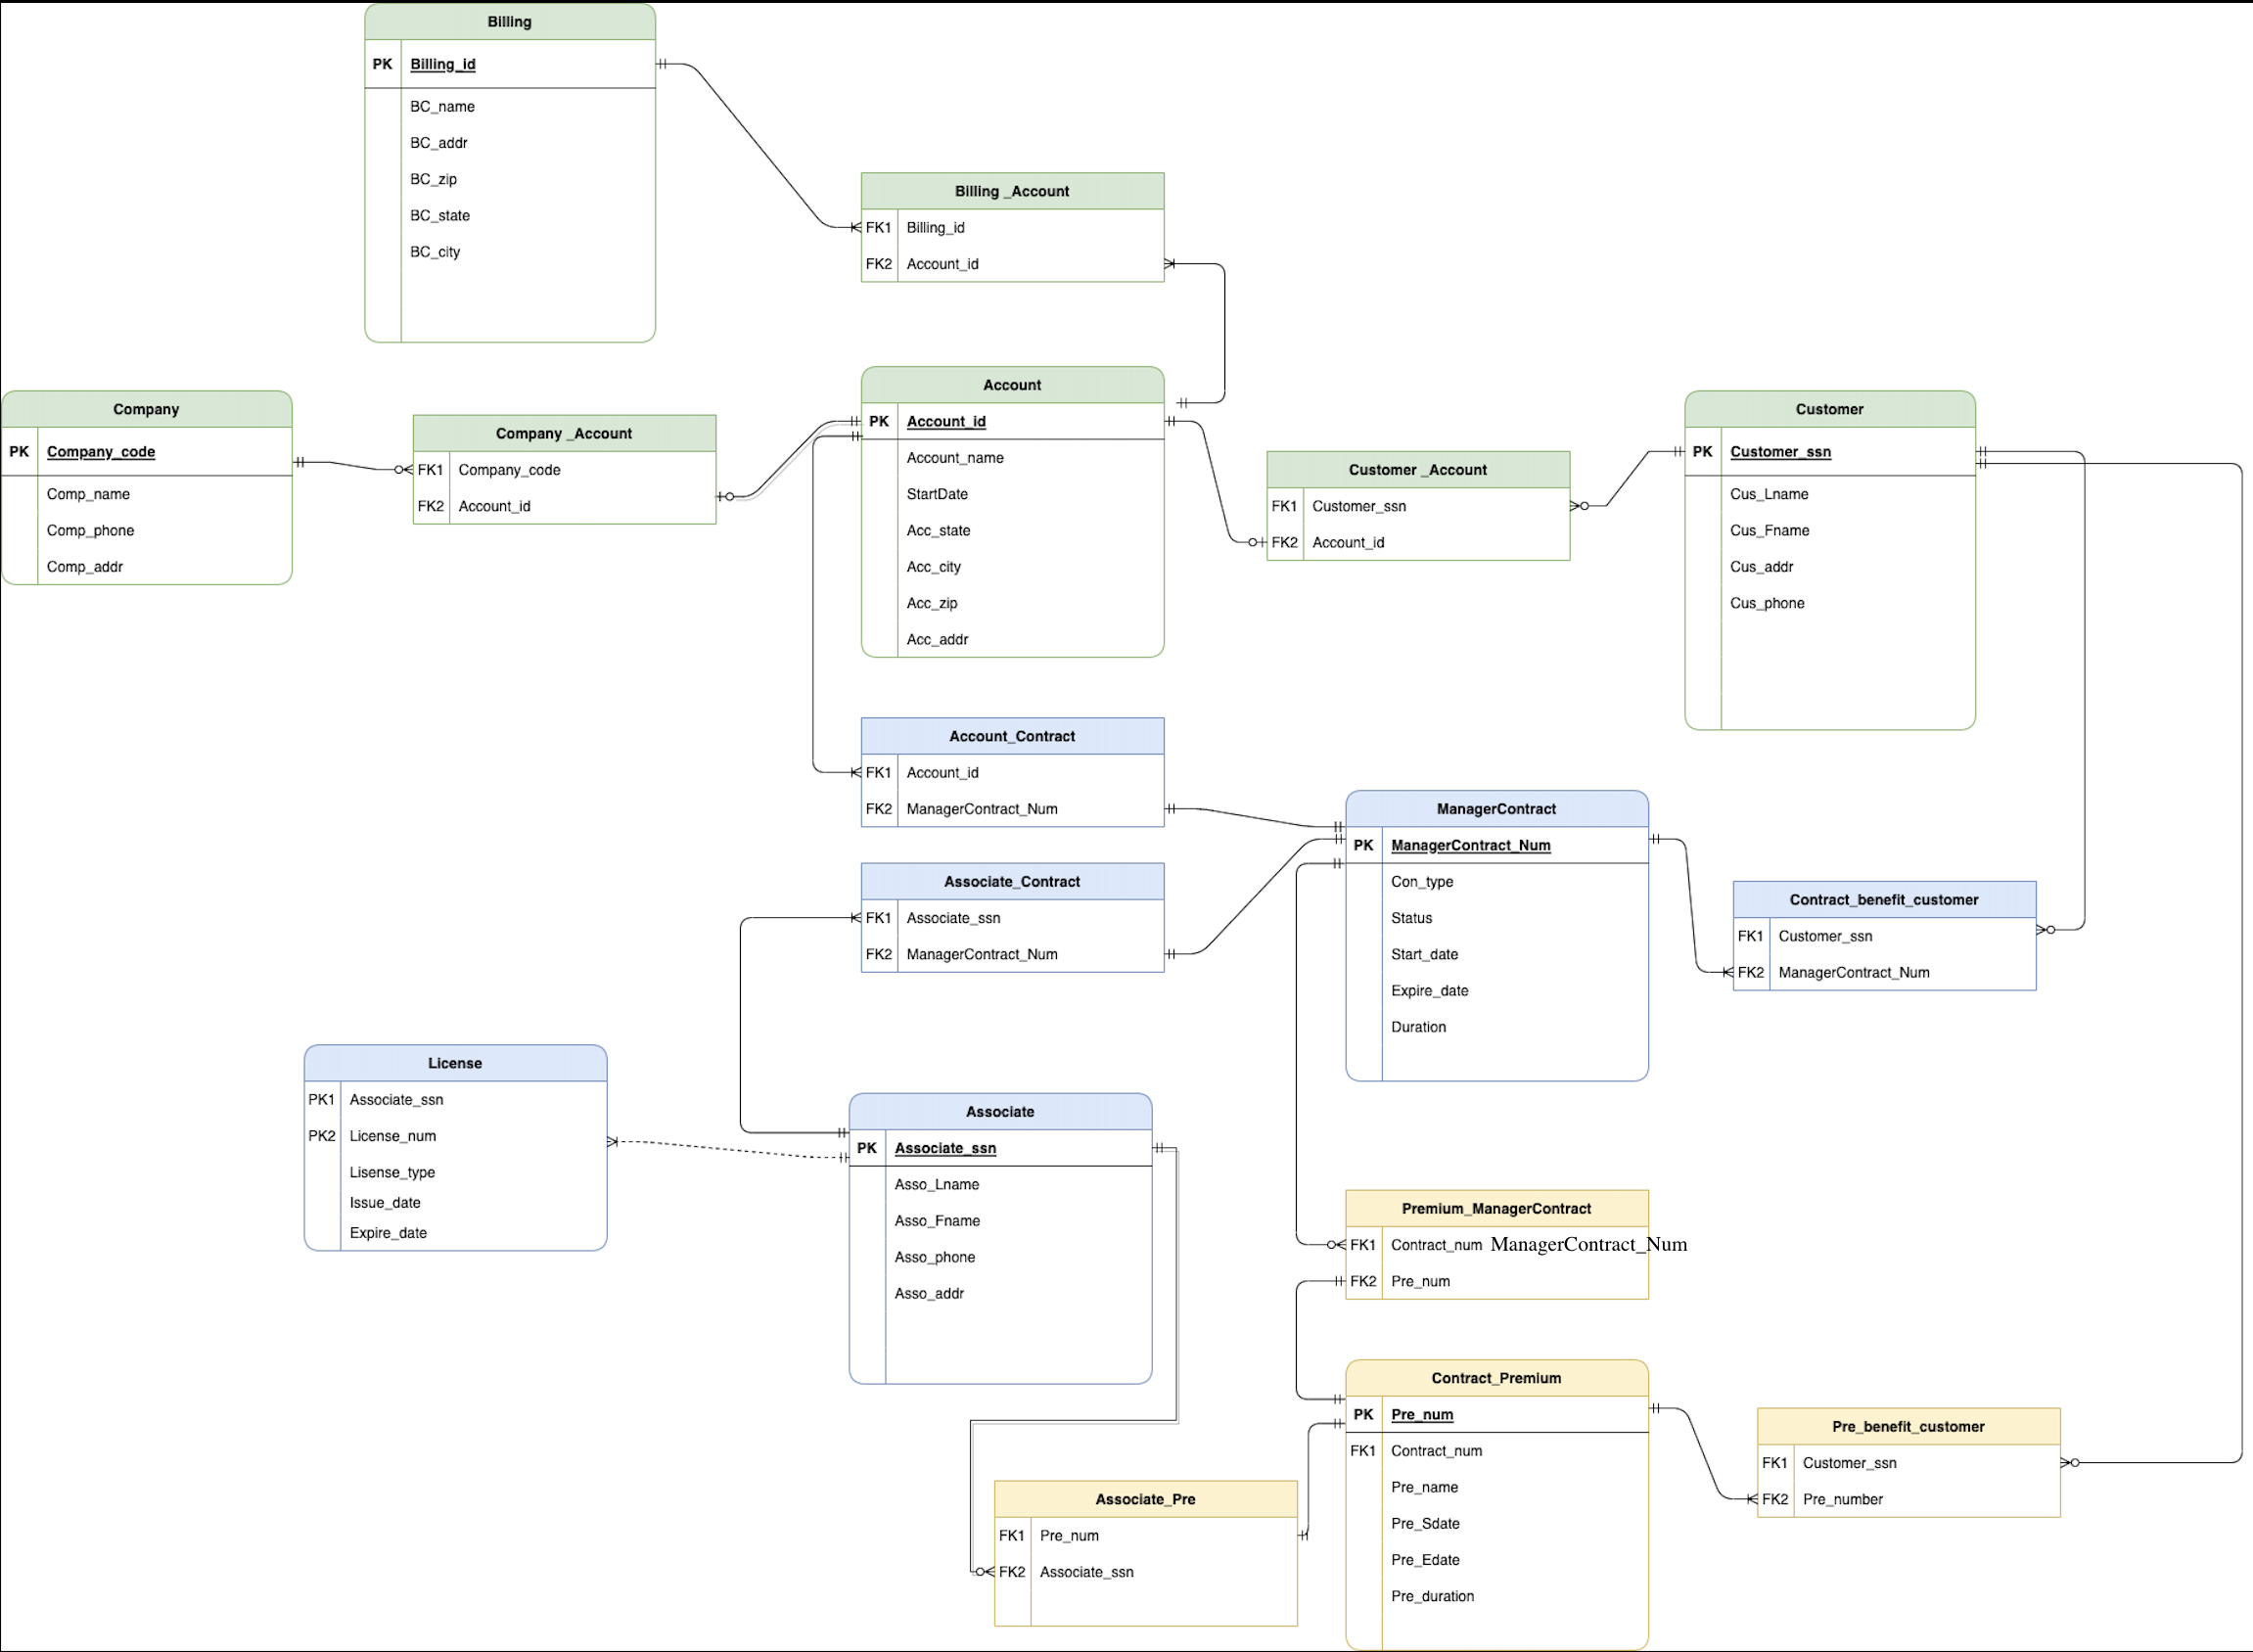 Billing
PK Billing_id
BC_name
BC_addr
BC_zip
BC_state
BC_city
Billing _Account
FK1 Billing_id
FK2 Account_id
Company
PK Company_code
Comp_name
Comp_phone
Comp_addr
Company _Account
FK1 Company_code
FK2 Account_id
Account
PK Account_id
Account_name
StartDate
Acc_state
Acc_city
Acc_zip
Acc_addr
Customer _Account
FK1 Customer_ssn
FK2 Account_id
Customer
PK Customer_ssn
Cus_Lname
Cus_Fname
Cus_addr
Cus_phone
Account_Contract
FK1 Account_id
FK2 ManagerContract_Num
Associate_Contract
FK1 Associate_ssn
FK2 ManagerContract_Num
ManagerContract
PK ManagerContract_Num
Con_type
Status
Start_date
Expire_date
Duration
Contract_benefit_customer
FK1 Customer_ssn
FK2 ManagerContract_Num
License
PK1 Associate_ssn
PK2 License_num
Lisense_type
Issue_date
Expire_date
Associate
PK Associate_ssn
Asso_Lname
Asso_Fname
Asso_phone
Asso_addr
Premium_ManagerContract
FK1 Contract_num ManagerContract_Num
FK2 Pre_num
Contract_Premium
PK Pre_num
FK1 Contract_num
Pre_name
Pre_Sdate
Pre_Edate
Pre_duration
Pre_benefit_customer
FK1 Customer_ssn
FK2 Pre_number
Associate_Pre
FK1 Pre_num
FK2 Associate_ssn